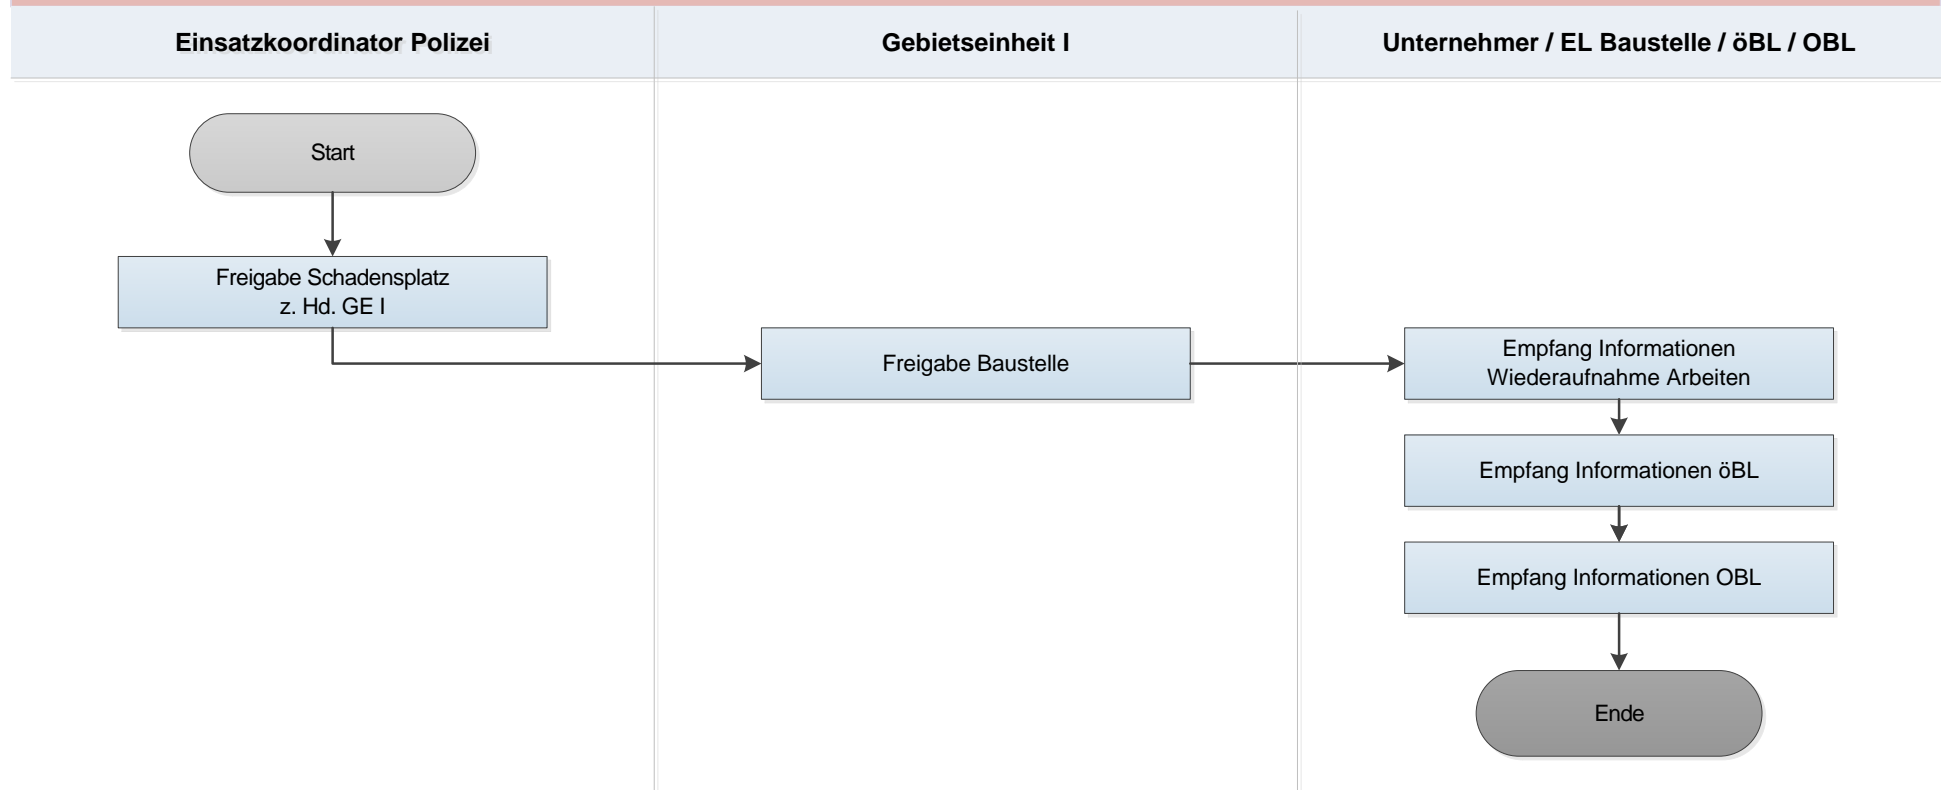 Einsatzkoordinator Polizei
Gebietseinheit I
Unternehmer / EL Baustelle / öBL / OBL
Start
Freigabe Schadensplatz
z. Hd. GE I
Freigabe Baustelle
Empfang Informationen
Wiederaufnahme Arbeiten
Empfang Informationen öBL
Empfang Informationen OBL
Ende